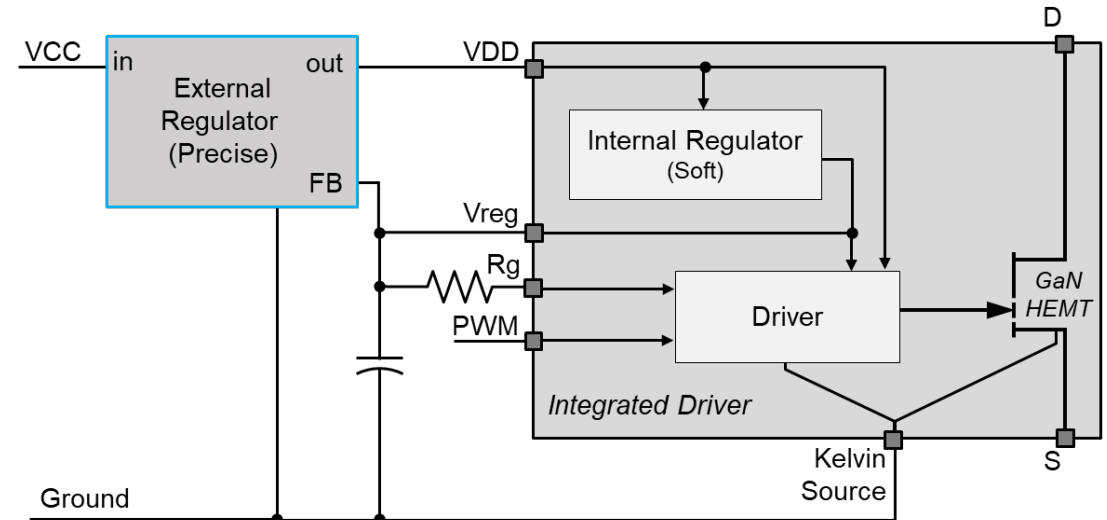 D
VCC
in
out
VDD
External
Regulator
(Precise)
Internal Regulator
(Soft)
FB
Vreg
Rg
GaN
HEMT
PWM
Driver
Integrated Driver
Kelvin
Source
S
Ground